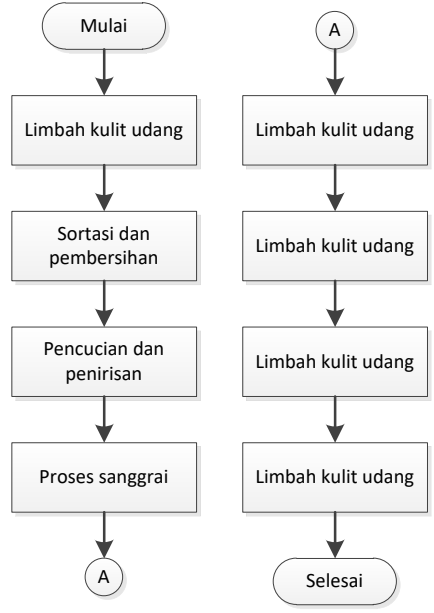 Mulai
Limbah kulit udang
Sortasi dan
pembersihan
Pencucian dan
penirisan
Proses sanggrai
A
A
Limbah kulit udang
Limbah kulit udang
Limbah kulit udang
Limbah kulit udang
Selesai